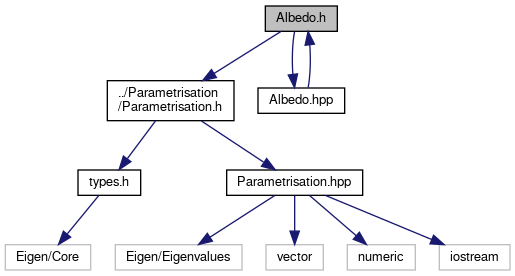 Albedo.h
../Parametrisation
/Parametrisation.h
Albedo.hpp
types.h
Parametrisation.hpp
Eigen/Core
Eigen/Eigenvalues
vector
numeric
iostream